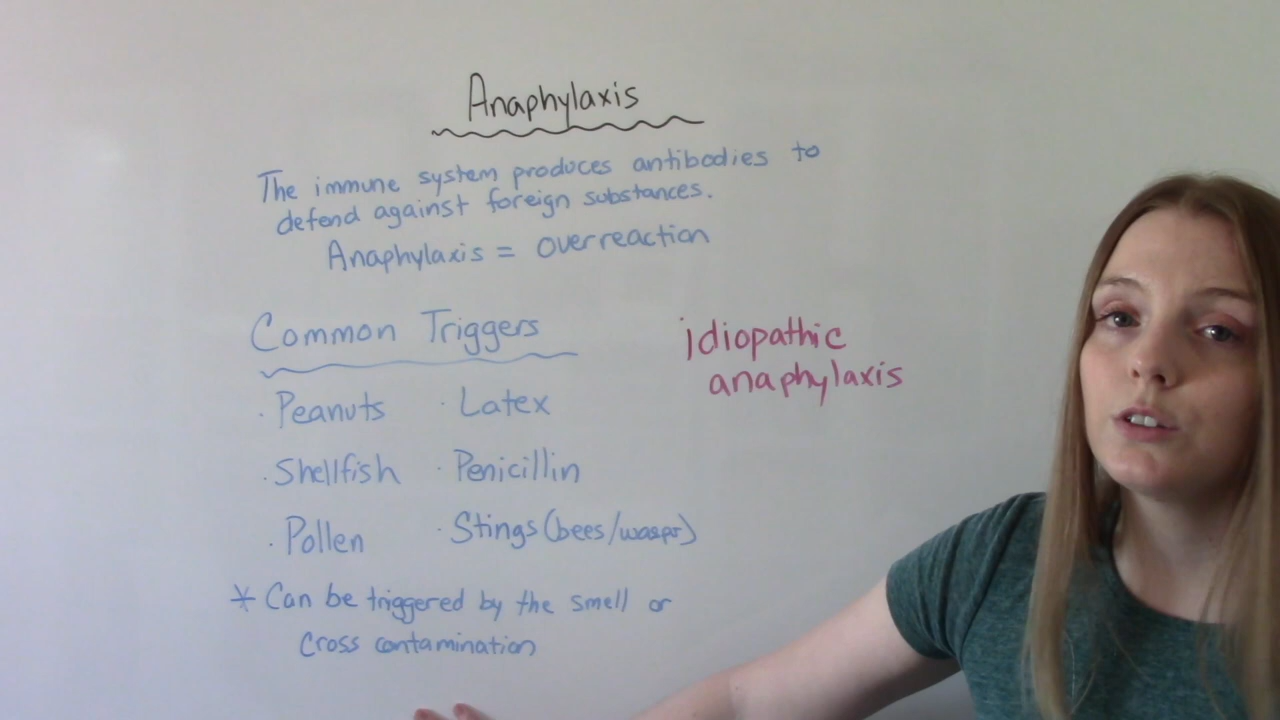 Anaphylaxis
The immune system produces antibodies to
defend against foreign substances.
Anaphylaxis = overreaction
Common Triggers
idiopathic
anaphylaxis
· Peanuts · Latex
· Shellfish · Penicillin
· Pollen · Stings (bees/wasps)
* Can be triggered by the smell or
cross contamination